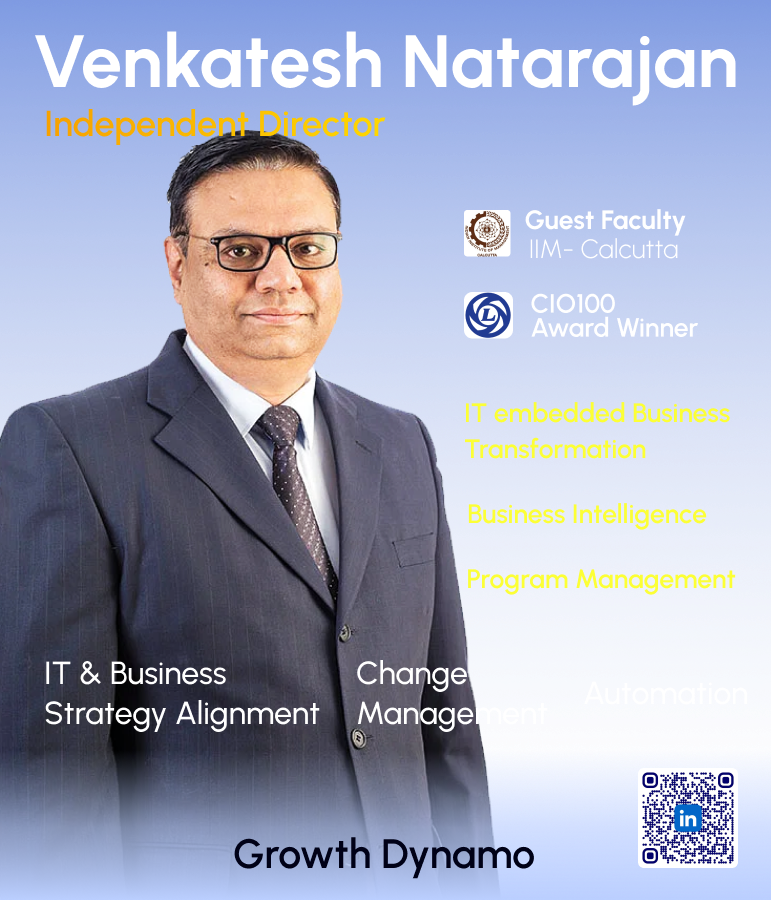 Venkatesh Natarajan
Independent Director
Guest Faculty
IIM- Calcutta
CIO100
Award Winner
IT embedded Business
Transformation
Business Intelligence
Program Management
IT & Business
Strategy Alignment
Change
Management
Automation
Growth Dynamo
in